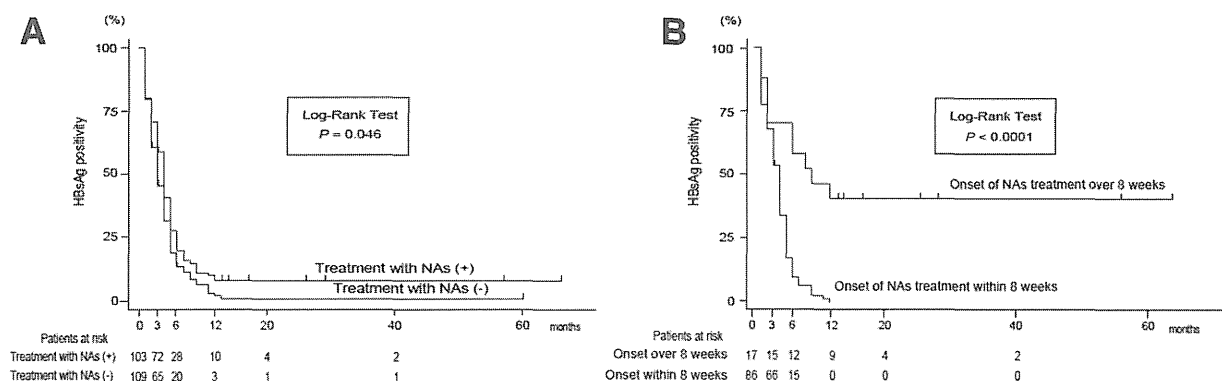 A
(%)
100
75
50
25
0
HBsAg positivity
Log-Rank Test
P = 0.046
Treatment with NAs (+)
Treatment with NAs (-)
0 3 6 12 20 40 60 months
Patients at risk
Treatment with NAs (+) 103 72 28 10 4 2
Treatment with NAs (-) 109 65 20 3 1 1
B
(%)
100
75
50
25
0
HBsAg positivity
Log-Rank Test
P < 0.0001
Onset of NAs treatment over 8 weeks
Onset of NAs treatment within 8 weeks
0 3 6 12 20 40 60 months
Patients at risk
Onset over 8 weeks 17 15 12 9 4 2
Onset within 8 weeks 86 66 15 0 0 0